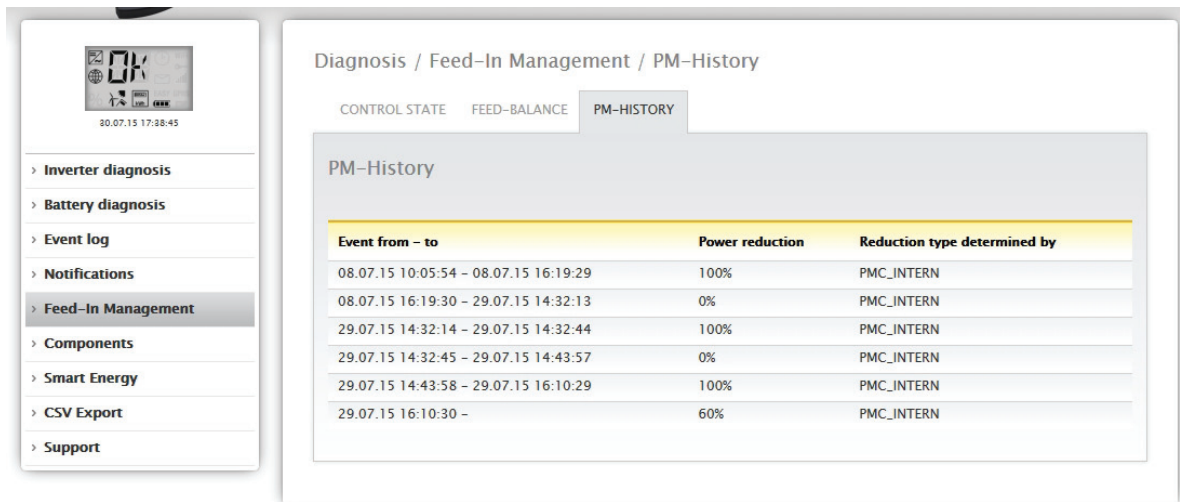 OK
30.07.15 17:38:45
› Inverter diagnosis
› Battery diagnosis
› Event log
› Notifications
› Feed-In Management
› Components
› Smart Energy
› CSV Export
› Support
Diagnosis / Feed-In Management / PM-History
CONTROL STATE FEED-BALANCE PM-HISTORY
PM-History
Event from - to Power reduction Reduction type determined by
08.07.15 10:05:54 - 08.07.15 16:19:29 100% PMC_INTERN
08.07.15 16:19:30 - 29.07.15 14:32:13 0% PMC_INTERN
29.07.15 14:32:14 - 29.07.15 14:32:44 100% PMC_INTERN
29.07.15 14:32:45 - 29.07.15 14:43:57 0% PMC_INTERN
29.07.15 14:43:58 - 29.07.15 16:10:29 100% PMC_INTERN
29.07.15 16:10:30 - 60% PMC_INTERN